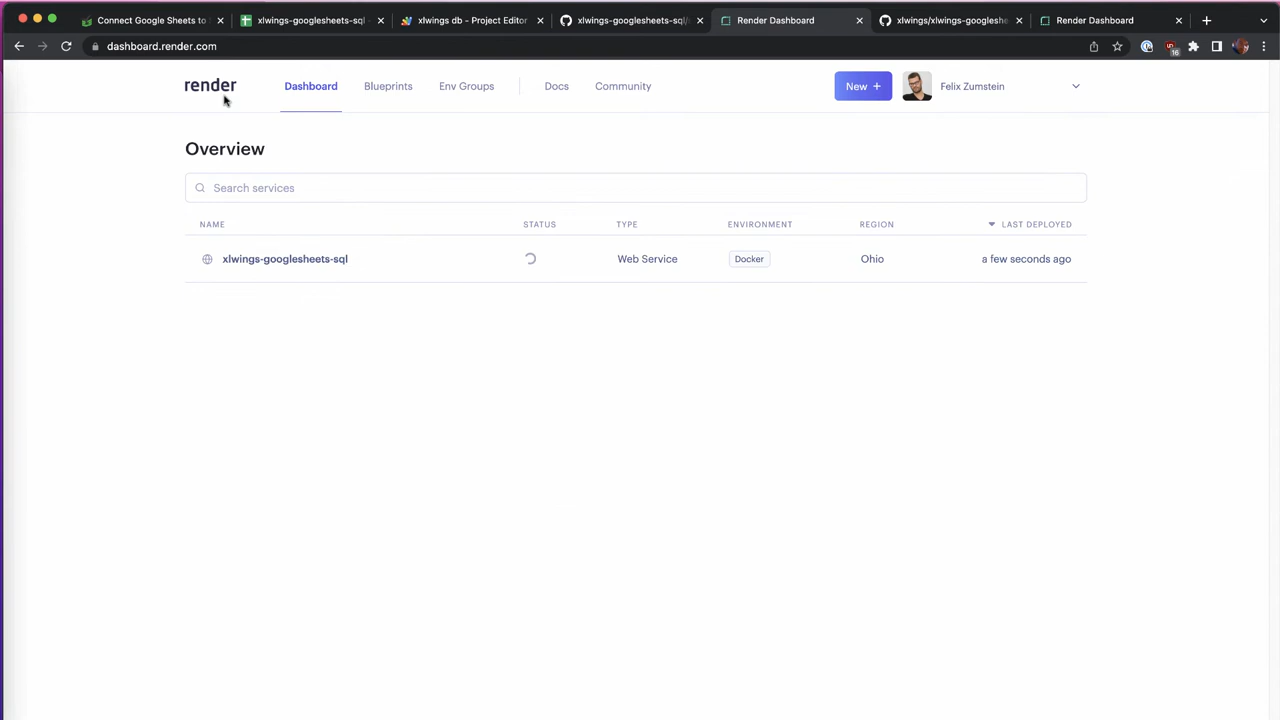 Connect Google Sheets to
xlwings-googlesheets-sql -
xlwings db - Project Editor
xlwings-googlesheets-sql/
Render Dashboard
xlwings/xlwings-googleshe
Render Dashboard
dashboard.render.com
16
render
Dashboard
Blueprints
Env Groups
Docs
Community
New +
Felix Zumstein
Overview
Search services
NAME STATUS TYPE ENVIRONMENT REGION LAST DEPLOYED
xlwings-googlesheets-sql Web Service Docker Ohio a few seconds ago